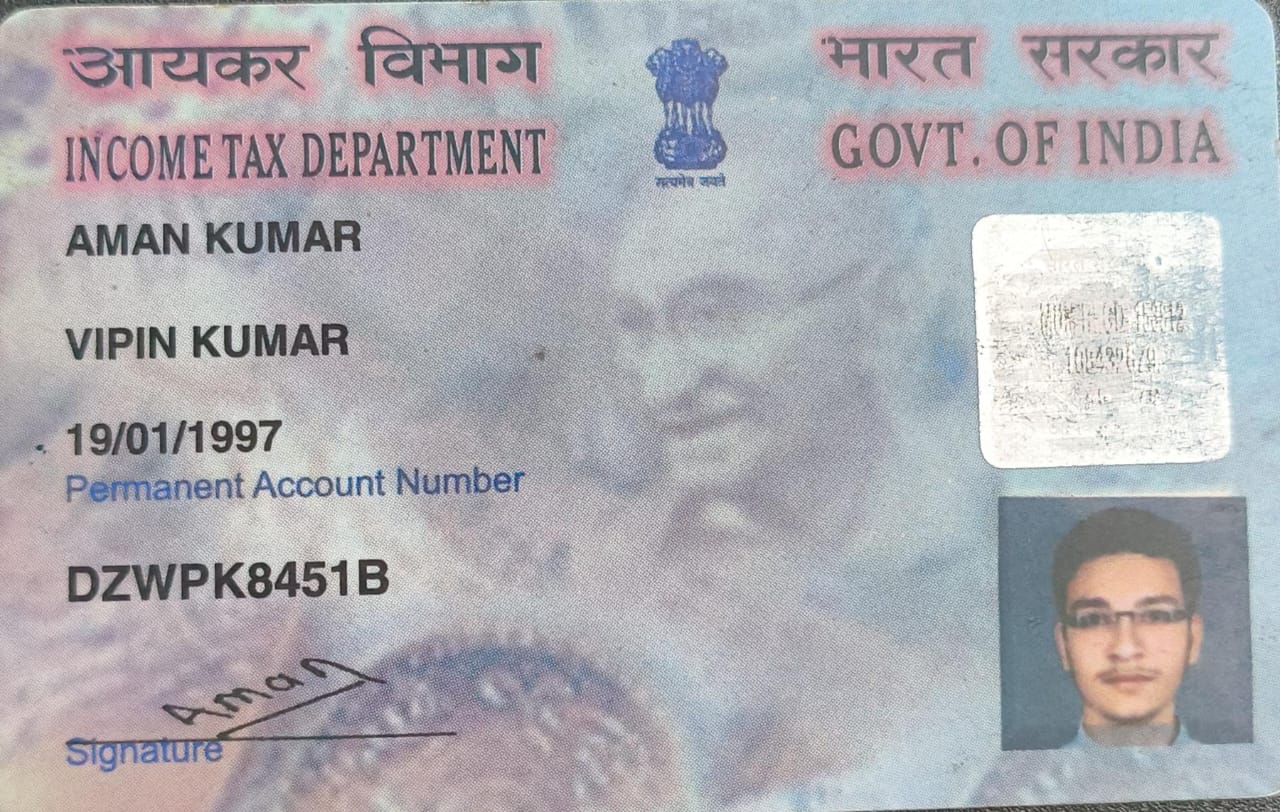 आयकर विभाग
INCOME TAX DEPARTMENT
सत्यमेव जयते
भारत सरकार
GOVT. OF INDIA
AMAN KUMAR
VIPIN KUMAR
19/01/1997
Permanent Account Number
DZWPK8451B
Aman
Signature